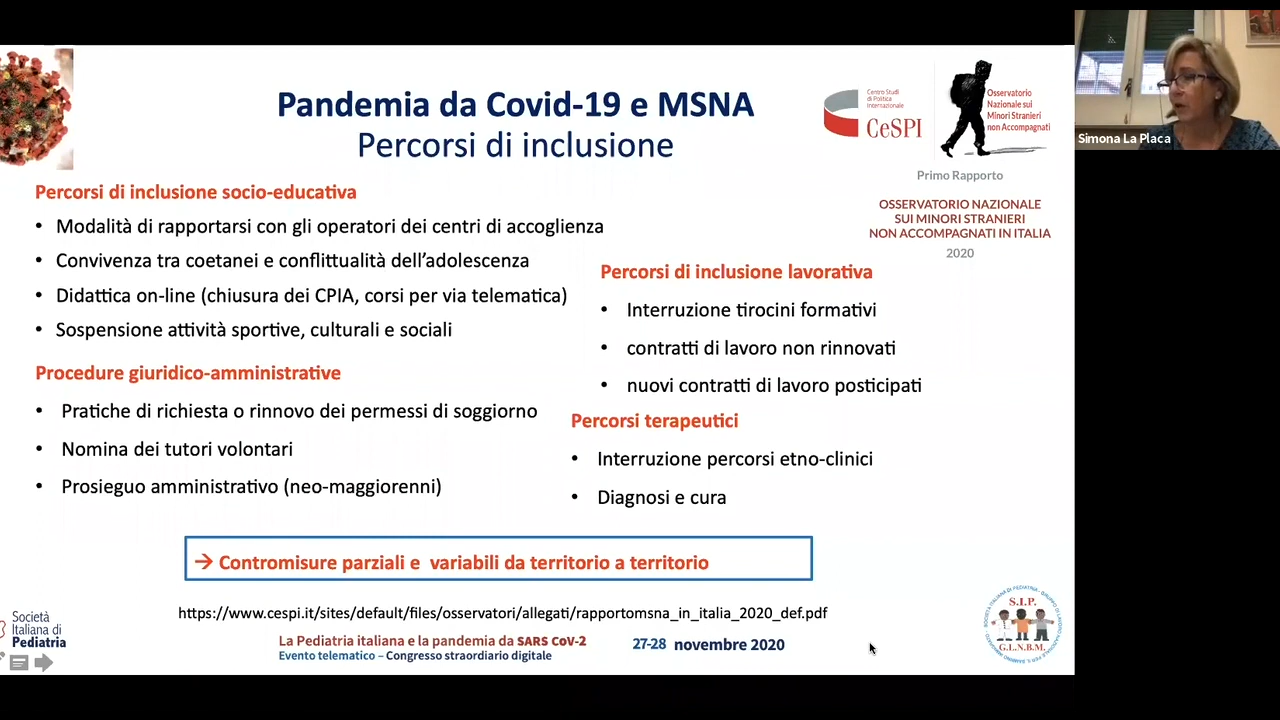 Pandemia da Covid-19 e MSNA
Percorsi di inclusione
Centro Studi
di Politica
Internazionale
CeSPI
Osservatorio
Nazionale sui
Minori Stranieri
non Accompagnati
Simona La Placa
Primo Rapporto
OSSERVATORIO NAZIONALE
SUI MINORI STRANIERI
NON ACCOMPAGNATI IN ITALIA
2020
Percorsi di inclusione socio-educativa
• Modalità di rapportarsi con gli operatori dei centri di accoglienza
• Convivenza tra coetanei e conflittualità dell’adolescenza
• Didattica on-line (chiusura dei CPIA, corsi per via telematica)
• Sospensione attività sportive, culturali e sociali
Procedure giuridico-amministrative
• Pratiche di richiesta o rinnovo dei permessi di soggiorno
• Nomina dei tutori volontari
• Prosieguo amministrativo (neo-maggiorenni)
Percorsi di inclusione lavorativa
• Interruzione tirocini formativi
• contratti di lavoro non rinnovati
• nuovi contratti di lavoro posticipati
Percorsi terapeutici
• Interruzione percorsi etno-clinici
• Diagnosi e cura
→ Contromisure parziali e variabili da territorio a territorio
https://www.cespi.it/sites/default/files/osservatori/allegati/rapportomsna_in_italia_2020_def.pdf
Società
Italiana di
Pediatria
La Pediatria italiana e la pandemia da SARS CoV-2
Evento telematico – Congresso straordiario digitale
27-28 novembre 2020
S.I.P.
G.L.N.B.M.